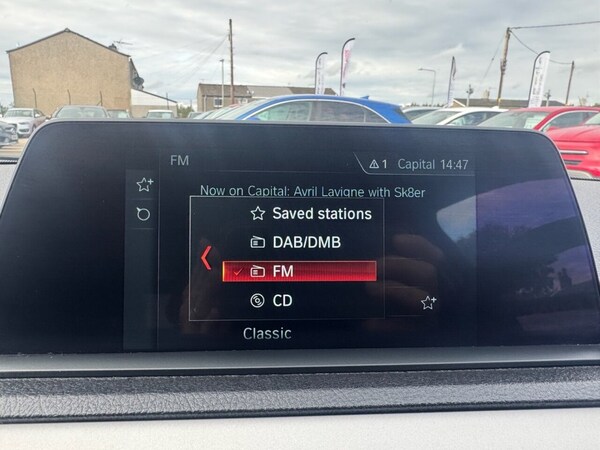 FM
1 Capital 14:47
Now on Capital: Avril Lavigne with Sk8er
Saved stations
DAB/DMB
FM
CD
Classic